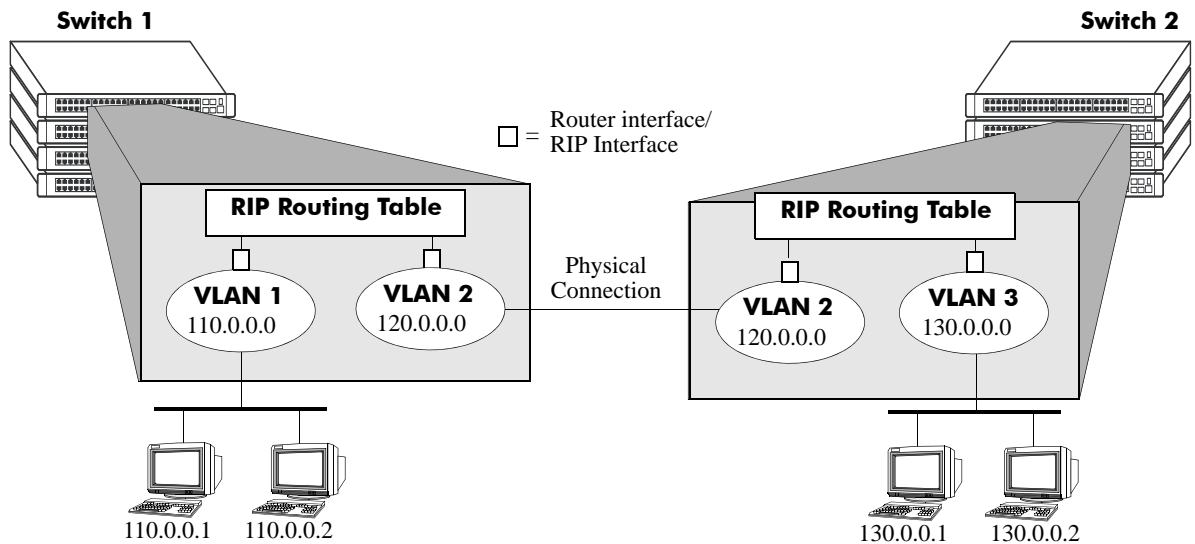 Switch 1
Switch 2
= Router interface/
RIP Interface
RIP Routing Table
RIP Routing Table
VLAN 1
110.0.0.0
VLAN 2
120.0.0.0
Physical
Connection
VLAN 2
120.0.0.0
VLAN 3
130.0.0.0
110.0.0.1
110.0.0.2
130.0.0.1
130.0.0.2